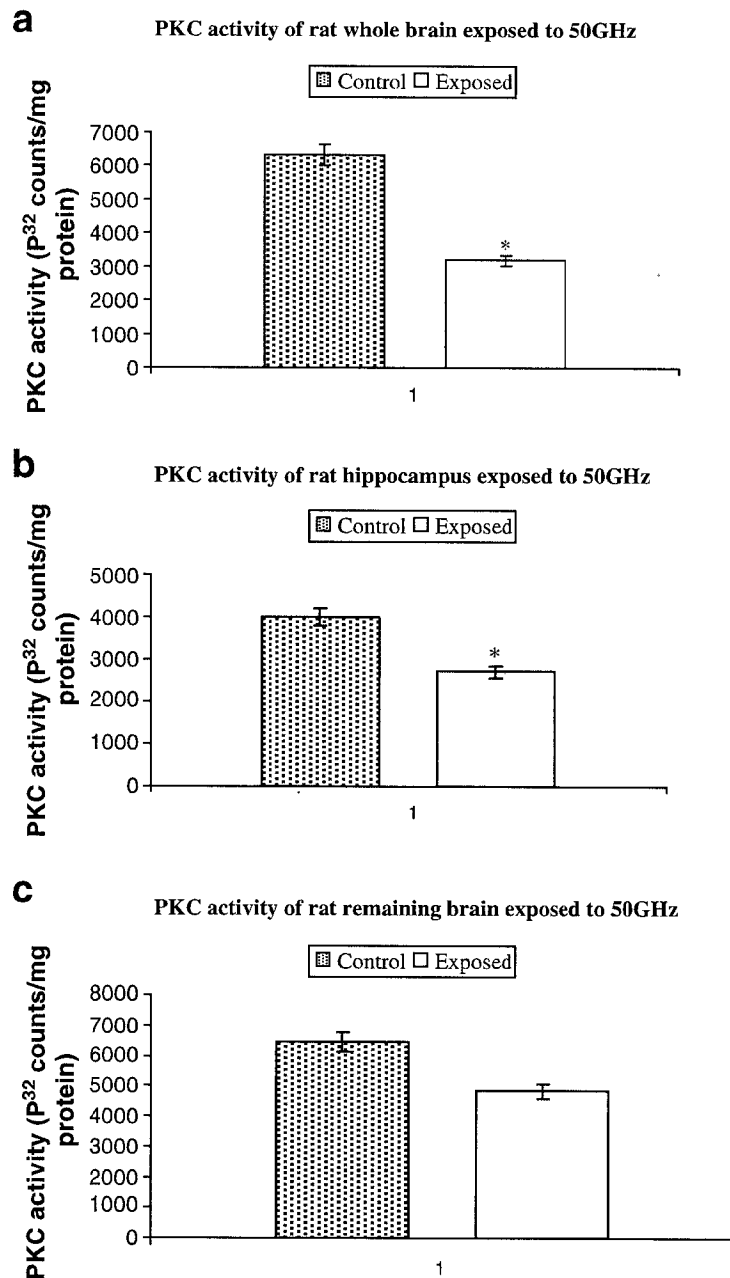 a
PKC activity of rat whole brain exposed to 50GHz
Control Exposed
PKC activity (P32 counts/mg
protein)
7000
6000
5000
4000
3000
2000
1000
0
*
1
b
PKC activity of rat hippocampus exposed to 50GHz
Control Exposed
PKC activity (P32 counts/mg
protein)
5000
4000
3000
2000
1000
0
*
1
c
PKC activity of rat remaining brain exposed to 50GHz
Control Exposed
PKC activity (P32 counts/mg
protein)
8000
7000
6000
5000
4000
3000
2000
1000
0
1